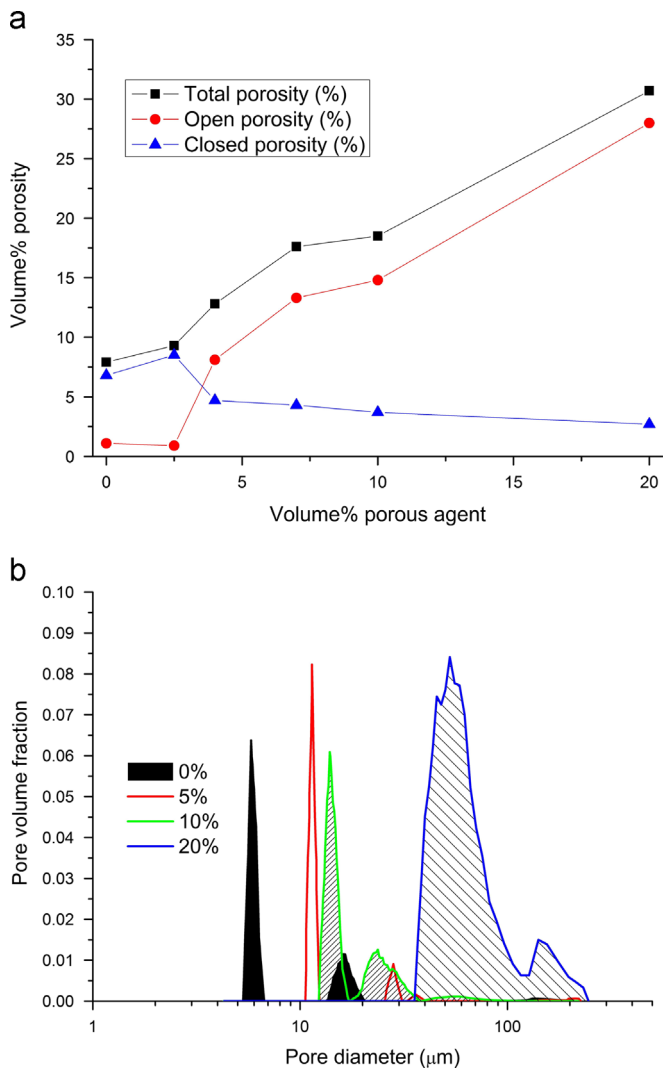 a
35
30
25
20
15
10
5
0
Volume% porosity
Total porosity (%)
Open porosity (%)
Closed porosity (%)
0 5 10 15 20
Volume% porous agent
b
0.10
0.09
0.08
0.07
0.06
0.05
0.04
0.03
0.02
0.01
0.00
Pore volume fraction
0%
5%
10%
20%
1 10 100
Pore diameter (μm)